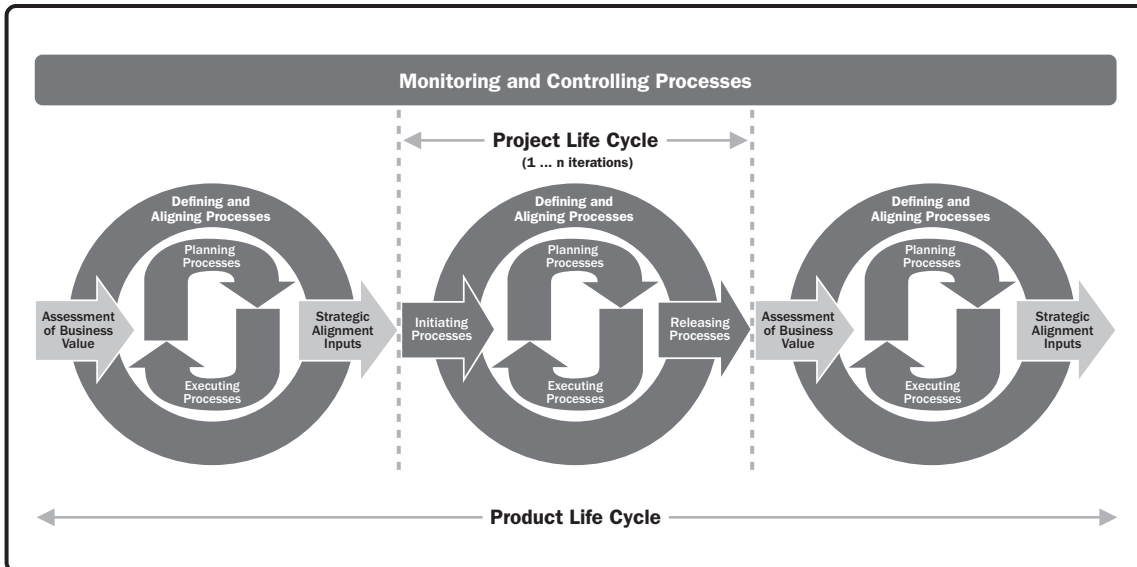 Monitoring and Controlling Processes
Project Life Cycle
(1 ... n iterations)
Defining and
Aligning Processes
Planning
Processes
Assessment
of Business
Value
Strategic
Alignment
Inputs
Executing
Processes
Defining and
Aligning Processes
Planning
Processes
Initiating
Processes
Releasing
Processes
Executing
Processes
Defining and
Aligning Processes
Planning
Processes
Assessment
of Business
Value
Strategic
Alignment
Inputs
Executing
Processes
Product Life Cycle